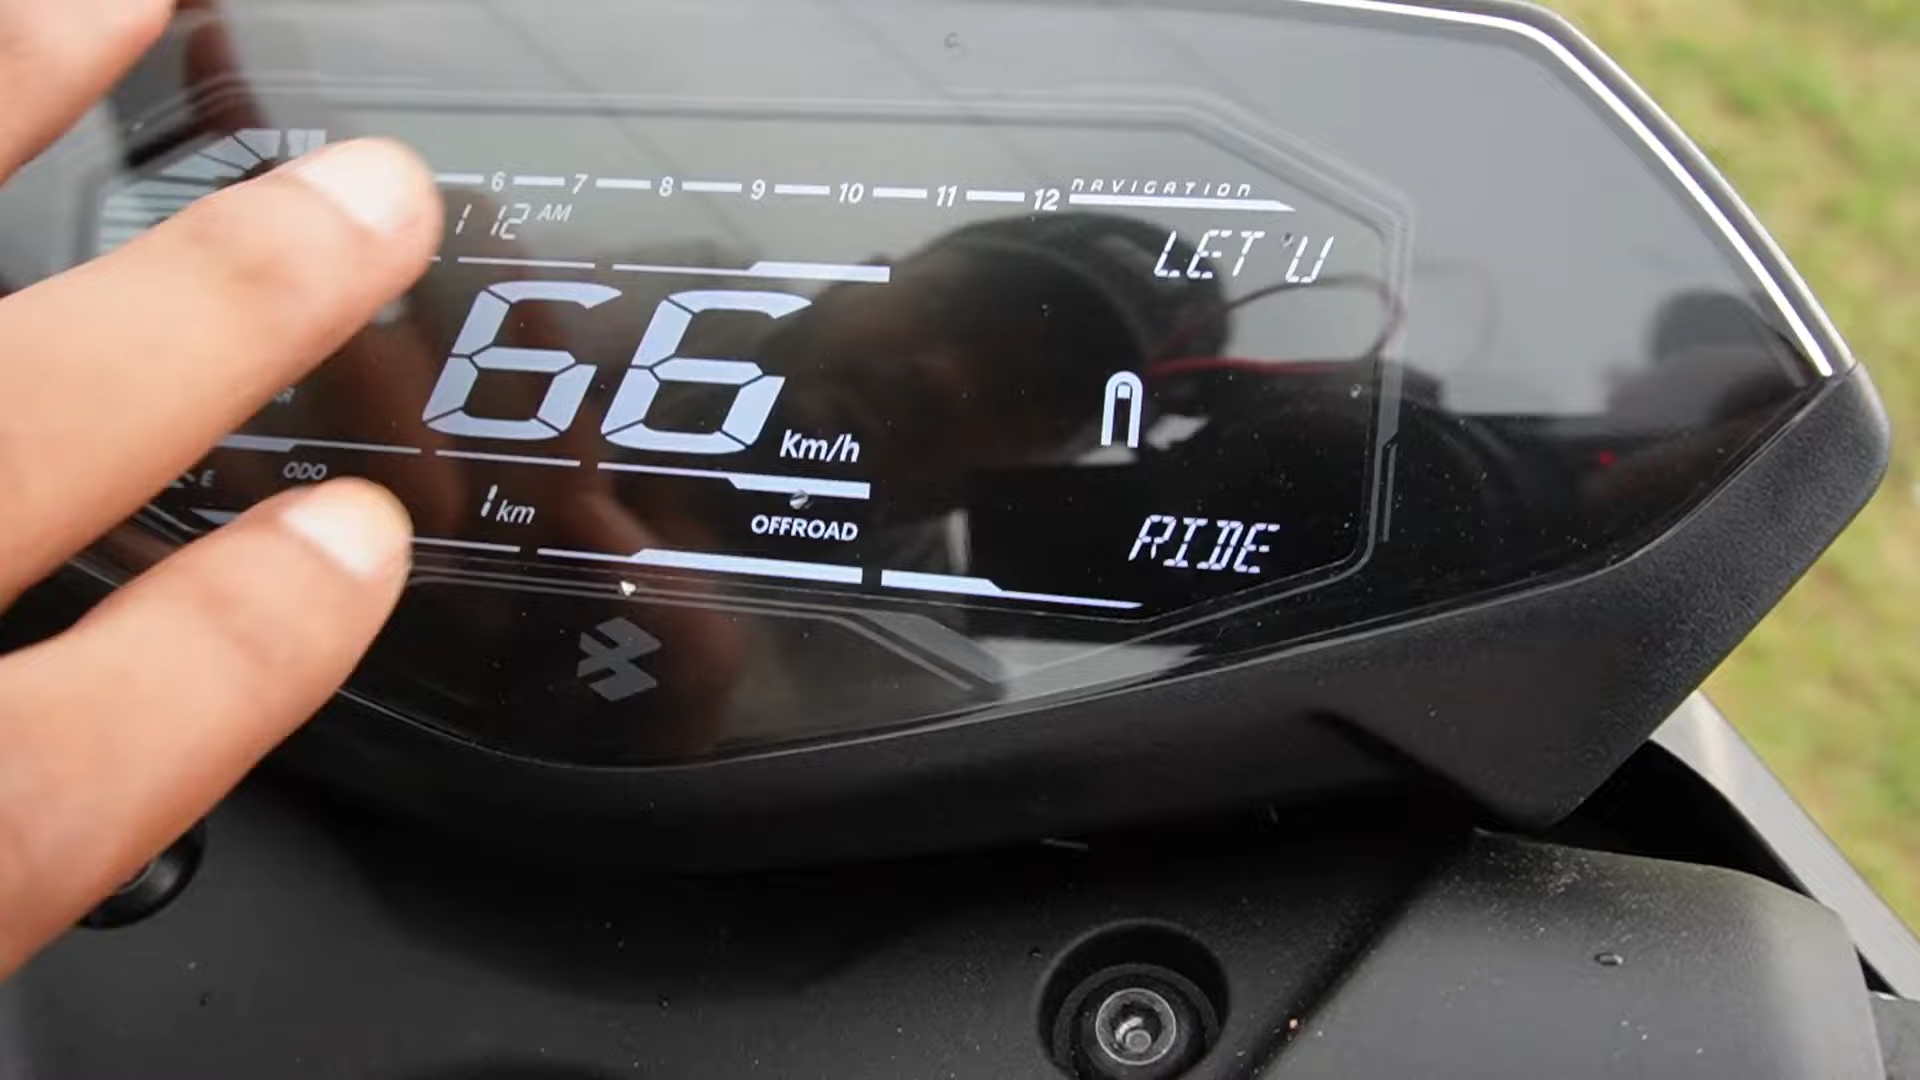 6 7 8 9 10 11 12 NAVIGATION
1 12 AM
LET'U
66 Km/h
E ODO
1 km
OFFROAD
RIDE